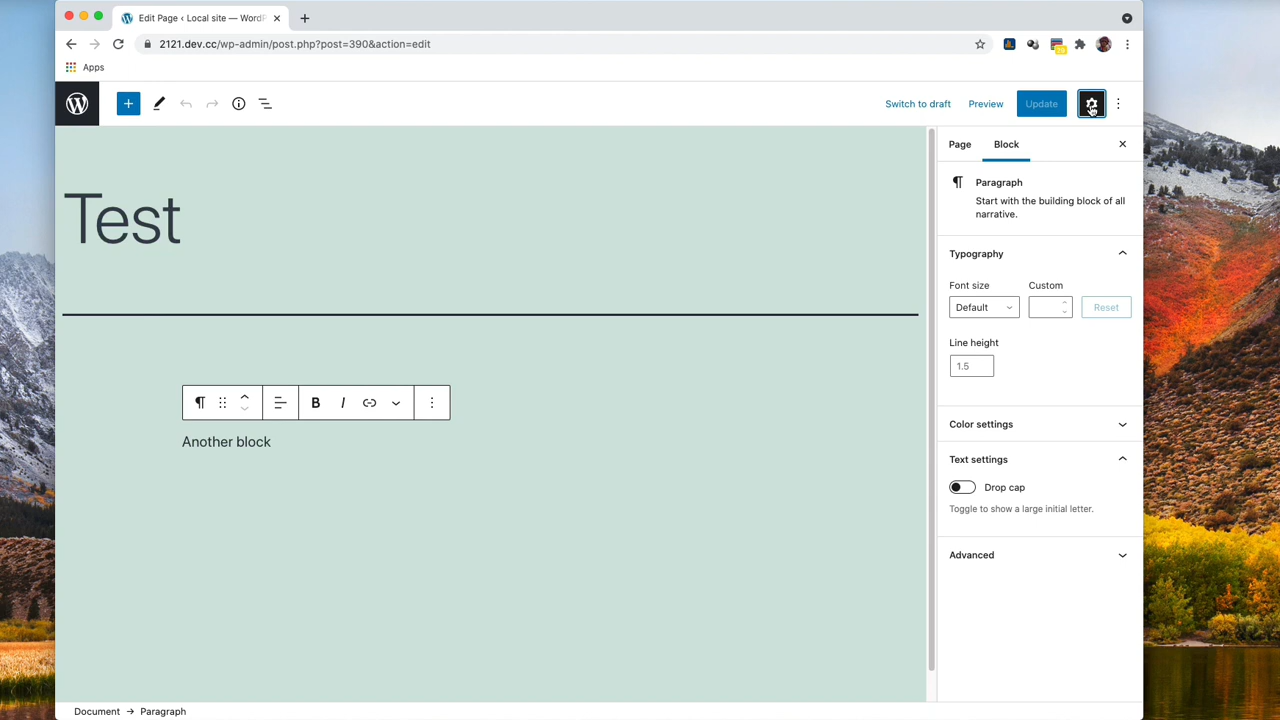 Edit Page ‹ Local site — WordP
2121.dev.cc/wp-admin/post.php?post=390&action=edit
Apps
Switch to draft
Preview
Update
Page
Block
Test
Paragraph
Start with the building block of all
narrative.
Typography
Font size
Custom
Default
Reset
Line height
1.5
Another block
Color settings
Text settings
Drop cap
Toggle to show a large initial letter.
Advanced
Document → Paragraph